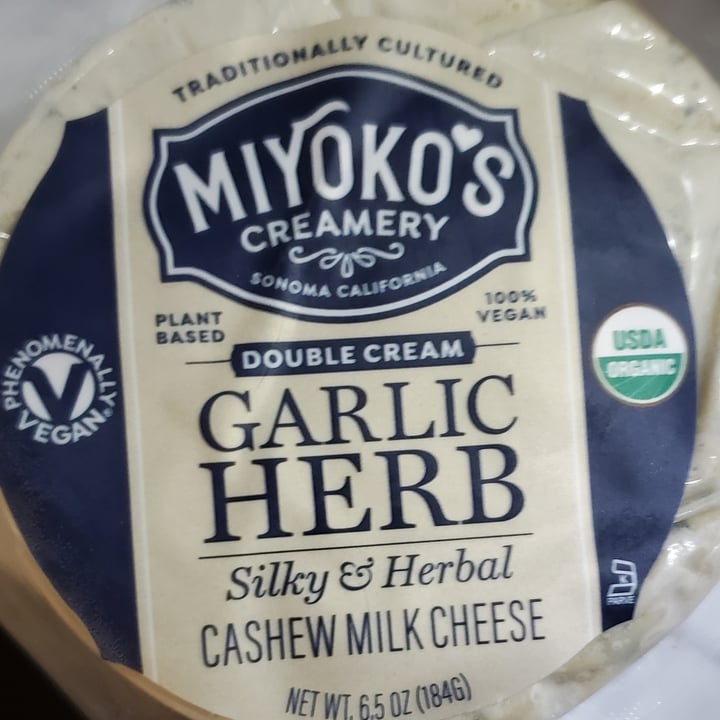 TRADITIONALLY CULTURED
MIYOKO'S
CREAMERY
SONOMA CALIFORNIA
PLANT
BASED
100%
VEGAN
DOUBLE CREAM
PHENOMENALLY
V
VEGAN
USDA
ORGANIC
GARLIC
HERB
Silky & Herbal
CASHEW MILK CHEESE
K
PARVE
NET WT. 6.5 OZ (184G)